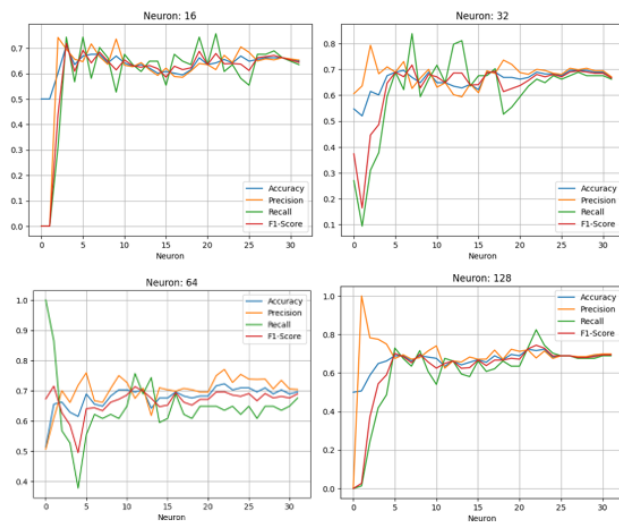 Neuron: 16
0.7
0.6
0.5
0.4
0.3
0.2
0.1
0.0
Accuracy
Precision
Recall
F1-Score
0 5 10 15 20 25 30
Neuron
Neuron: 32
0.8
0.7
0.6
0.5
0.4
0.3
0.2
0.1
Accuracy
Precision
Recall
F1-Score
0 5 10 15 20 25 30
Neuron
Neuron: 64
1.0
0.9
0.8
0.7
0.6
0.5
0.4
Accuracy
Precision
Recall
F1-Score
0 5 10 15 20 25 30
Neuron
Neuron: 128
1.0
0.8
0.6
0.4
0.2
0.0
Accuracy
Precision
Recall
F1-Score
0 5 10 15 20 25 30
Neuron